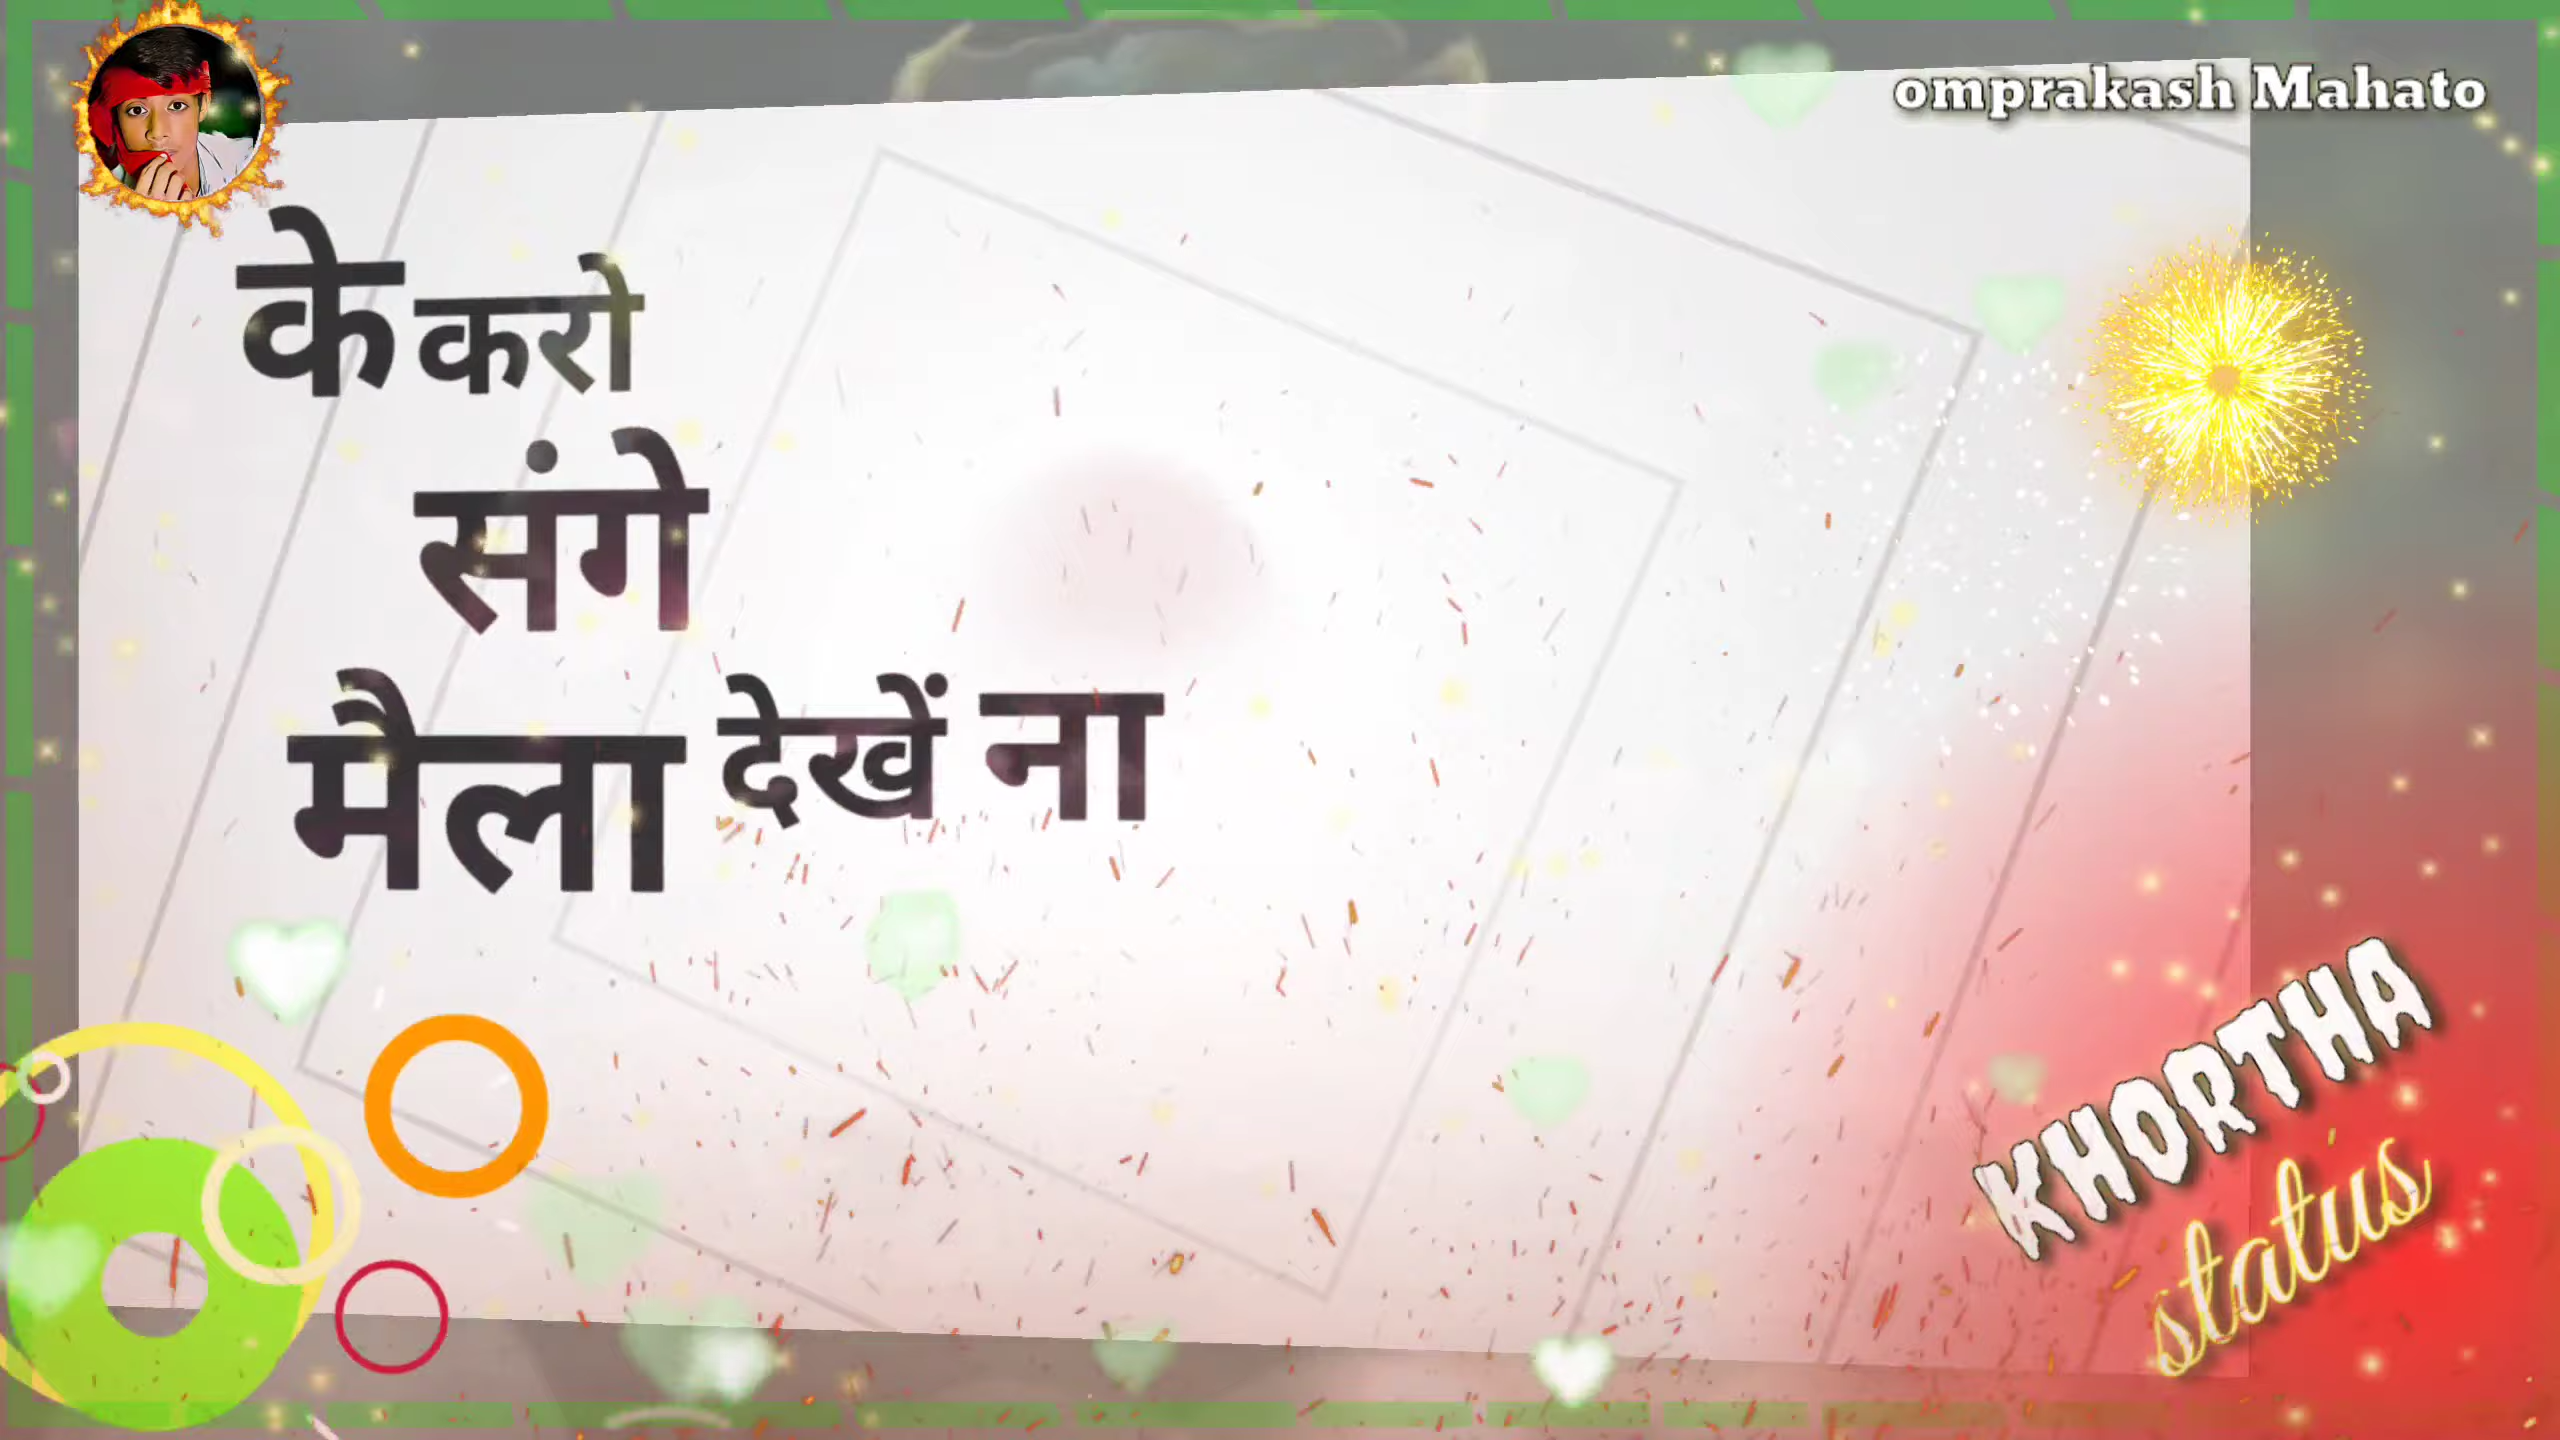 omprakash Mahato
के करो
संगे
मैला देखें ना
KHORTHA
status